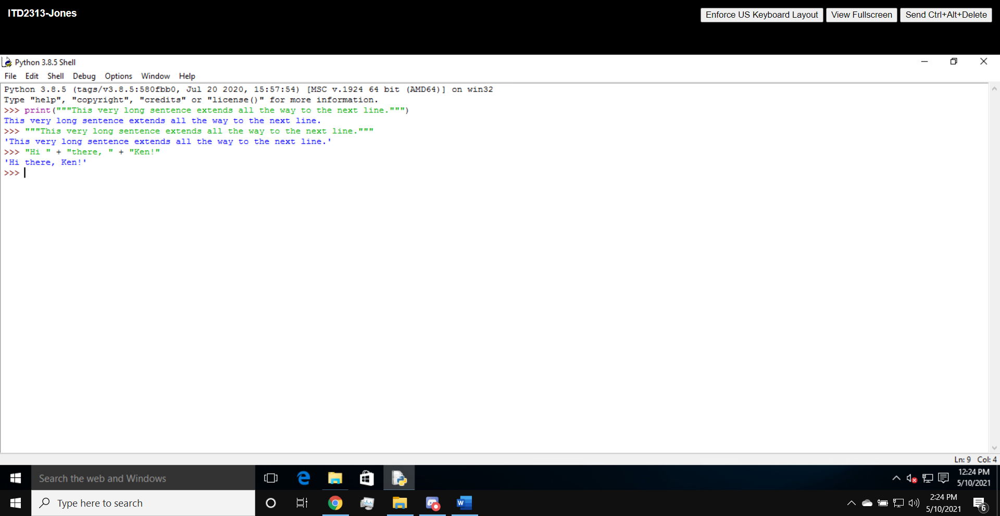 ITD2313-Jones
Enforce US Keyboard Layout View Fullscreen Send Ctrl+Alt+Delete
Python 3.8.5 Shell
File Edit Shell Debug Options Window Help
Python 3.8.5 (tags/v3.8.5:580fbb0, Jul 20 2020, 15:57:54) [MSC v.1924 64 bit (AMD64)] on win32
Type "help", "copyright", "credits" or "license()" for more information.
>>> print("""This very long sentence extends all the way to the next line.""")
This very long sentence extends all the way to the next line.
>>> """This very long sentence extends all the way to the next line."""
'This very long sentence extends all the way to the next line.'
>>> "Hi " + "there, " + "Ken!"
'Hi there, Ken!'
>>>
Ln: 9 Col: 4
Search the web and Windows
12:24 PM
5/10/2021
Type here to search
2:24 PM
5/10/2021
6